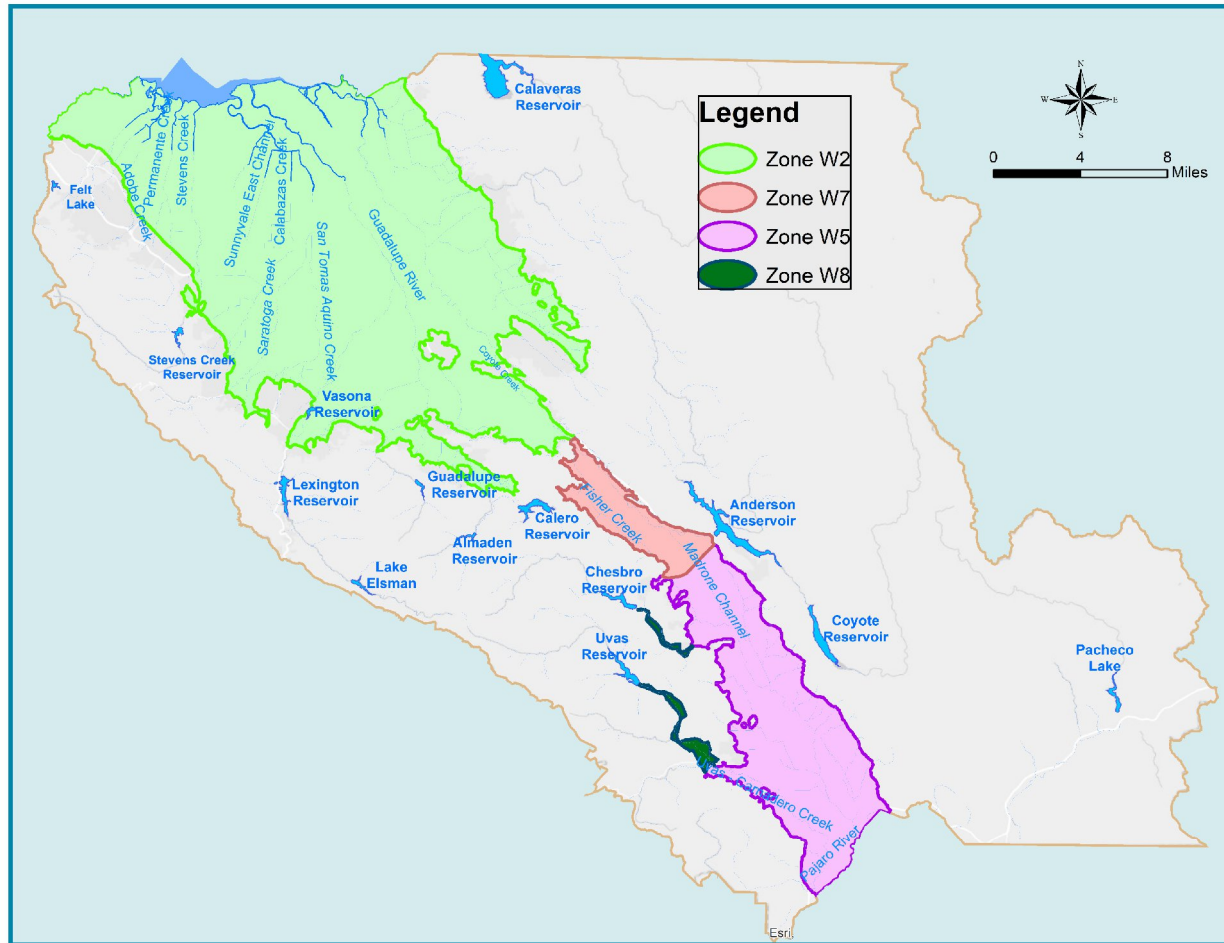 Calaveras
Reservoir
N
W
E
S
0
4
8
Miles
Legend
Zone W2
Zone W7
Zone W5
Zone W8
Felt
Lake
Adobe Creek
Permanente Creek
Stevens Creek
Sunnyvale East Channel
Calabazas Creek
Saratoga Creek
San Tomas Aquino Creek
Guadalupe River
Coyote Creek
Stevens Creek
Reservoir
Vasona
Reservoir
Lexington
Reservoir
Guadalupe
Reservoir
Almaden
Reservoir
Calero
Reservoir
Fisher Creek
Anderson
Reservoir
Lake
Elsman
Chesbro
Reservoir
Madrone Channel
Uvas
Reservoir
Coyote
Reservoir
Pacheco
Lake
Uvas - Carnadero Creek
Pajaro River
Esri,